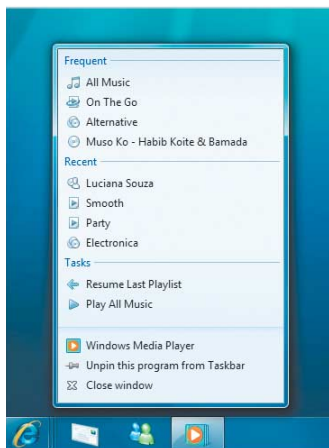 Frequent
All Music
On The Go
Alternative
Muso Ko - Habib Koite & Bamada
Recent
Luciana Souza
Smooth
Party
Electronica
Tasks
Resume Last Playlist
Play All Music
Windows Media Player
Unpin this program from Taskbar
Close window